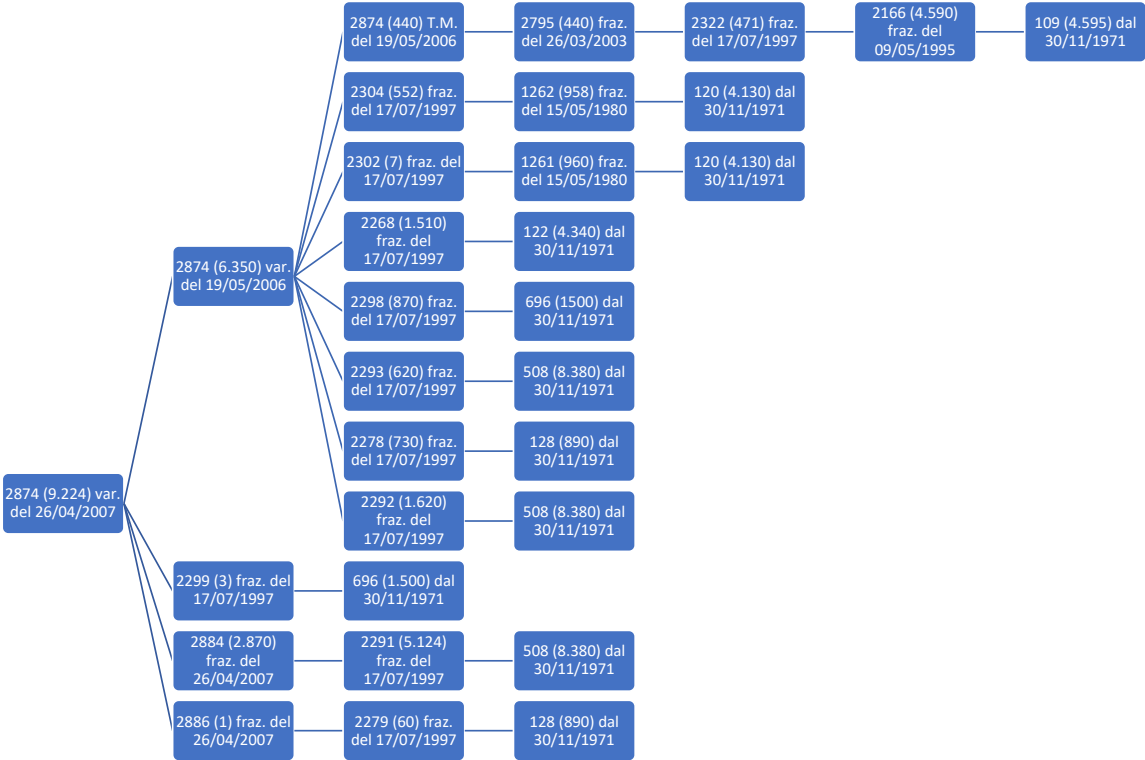 2874 (440) T.M.
del 19/05/2006
2795 (440) fraz.
del 26/03/2003
2322 (471) fraz.
del 17/07/1997
2166 (4.590)
fraz. del
09/05/1995
109 (4.595) dal
30/11/1971
2304 (552) fraz.
del 17/07/1997
1262 (958) fraz.
del 15/05/1980
120 (4.130) dal
30/11/1971
2302 (7) fraz. del
17/07/1997
1261 (960) fraz.
del 15/05/1980
120 (4.130) dal
30/11/1971
2874 (6.350) var.
del 19/05/2006
2268 (1.510)
fraz. del
17/07/1997
122 (4.340) dal
30/11/1971
2298 (870) fraz.
del 17/07/1997
696 (1500) dal
30/11/1971
2293 (620) fraz.
del 17/07/1997
508 (8.380) dal
30/11/1971
2278 (730) fraz.
del 17/07/1997
128 (890) dal
30/11/1971
2874 (9.224) var.
del 26/04/2007
2292 (1.620)
fraz. del
17/07/1997
508 (8.380) dal
30/11/1971
2299 (3) fraz. del
17/07/1997
696 (1.500) dal
30/11/1971
2884 (2.870)
fraz. del
26/04/2007
2291 (5.124)
fraz. del
17/07/1997
508 (8.380) dal
30/11/1971
2886 (1) fraz. del
26/04/2007
2279 (60) fraz.
del 17/07/1997
128 (890) dal
30/11/1971